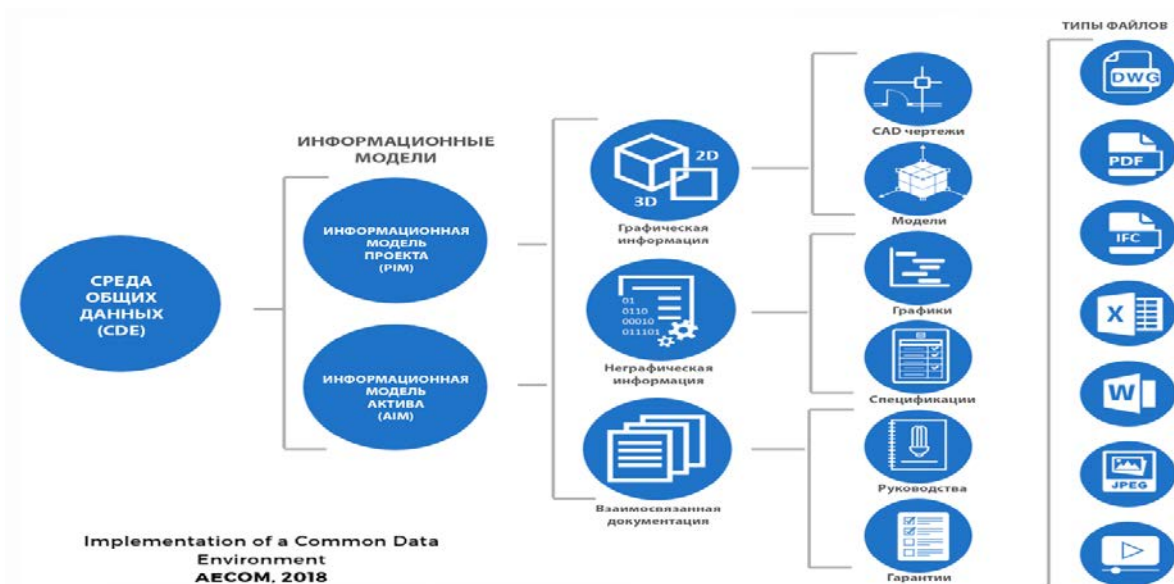 ТИПЫ ФАЙЛОВ
ИНФОРМАЦИОННЫЕ
МОДЕЛИ
СРЕДА
ОБЩИХ
ДАННЫХ
(CDE)
ИНФОРМАЦИОННАЯ
МОДЕЛЬ
ПРОЕКТА
(PIM)
ИНФОРМАЦИОННАЯ
МОДЕЛЬ
АКТИВА
(AIM)
2D
3D
Графическая
информация
01
0110
00010
011101
Неграфическая
информация
Взаимосвязанная
документация
CAD чертежи
Модели
Графики
Спецификации
Руководства
Гарантии
DWG
PDF
IFC
X
W
JPEG
Implementation of a Common Data
Environment
AECOM, 2018